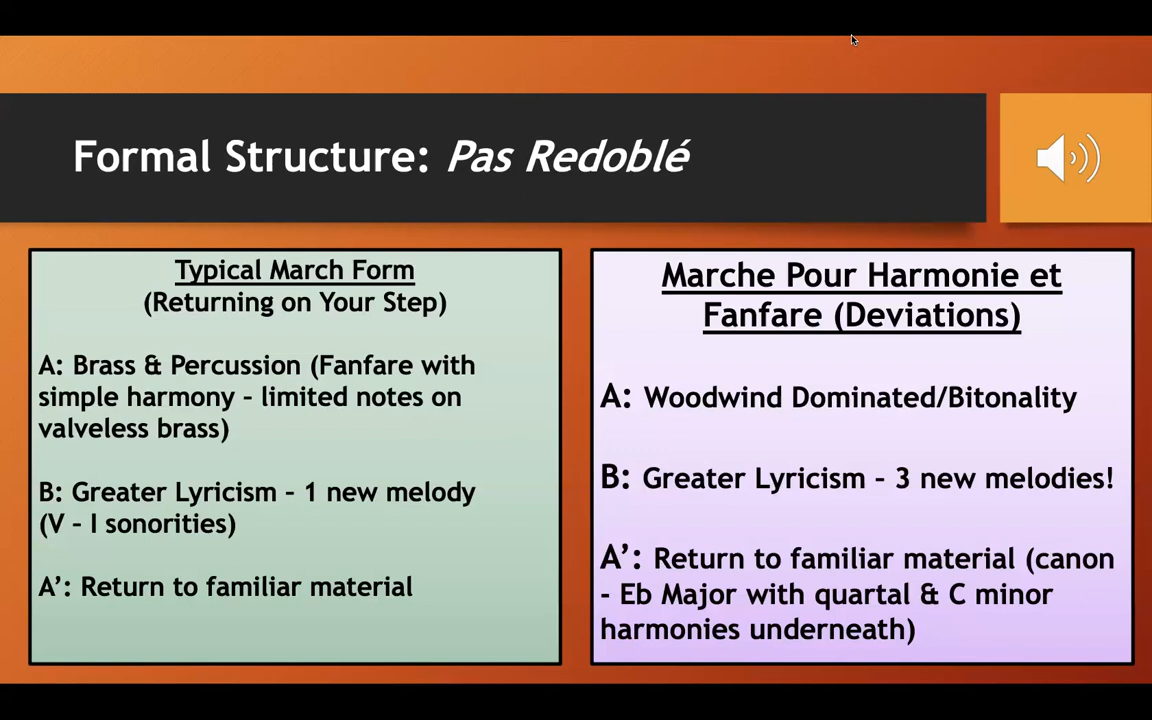 Formal Structure: Pas Redoblé
Typical March Form
(Returning on Your Step)
A: Brass & Percussion (Fanfare with
simple harmony – limited notes on
valveless brass)
B: Greater Lyricism – 1 new melody
(V – I sonorities)
A’: Return to familiar material
Marche Pour Harmonie et
Fanfare (Deviations)
A: Woodwind Dominated/Bitonality
B: Greater Lyricism – 3 new melodies!
A’: Return to familiar material (canon
- Eb Major with quartal & C minor
harmonies underneath)